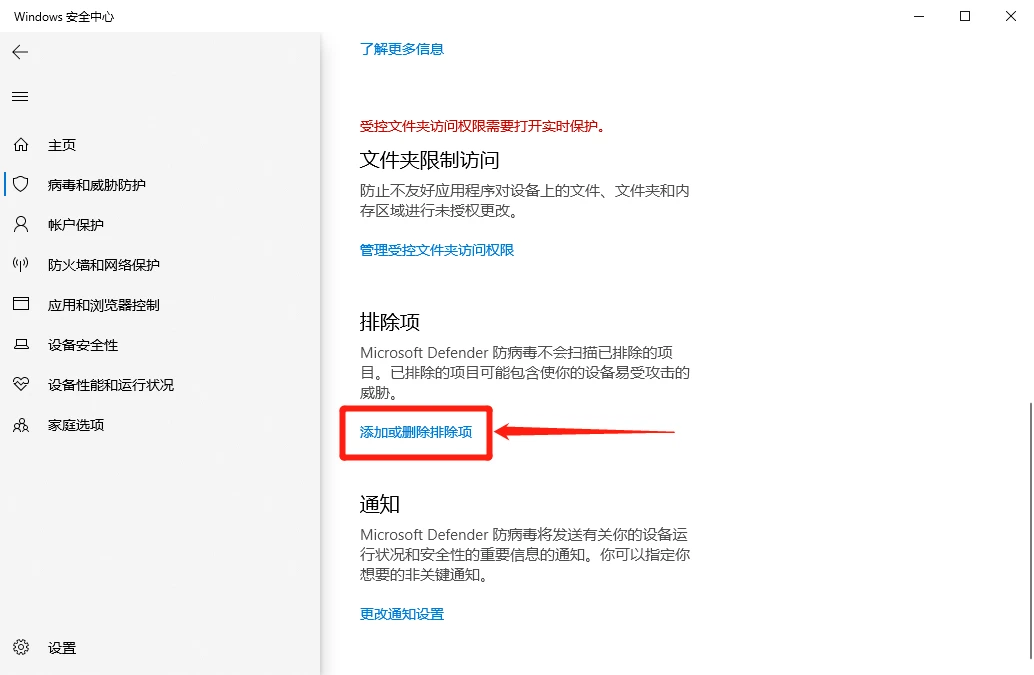 Windows 安全中心
主页
病毒和威胁防护
帐户保护
防火墙和网络保护
应用和浏览器控制
设备安全性
设备性能和运行状况
家庭选项
设置
了解更多信息
受控文件夹访问权限需要打开实时保护。
文件夹限制访问
防止不友好应用程序对设备上的文件、文件夹和内
存区域进行未授权更改。
管理受控文件夹访问权限
排除项
Microsoft Defender 防病毒不会扫描已排除的项
目。已排除的项目可能包含使你的设备易受攻击的
威胁。
添加或删除排除项
通知
Microsoft Defender 防病毒将发送有关你的设备运
行状况和安全性的重要信息的通知。你可以指定你
想要的非关键通知。
更改通知设置